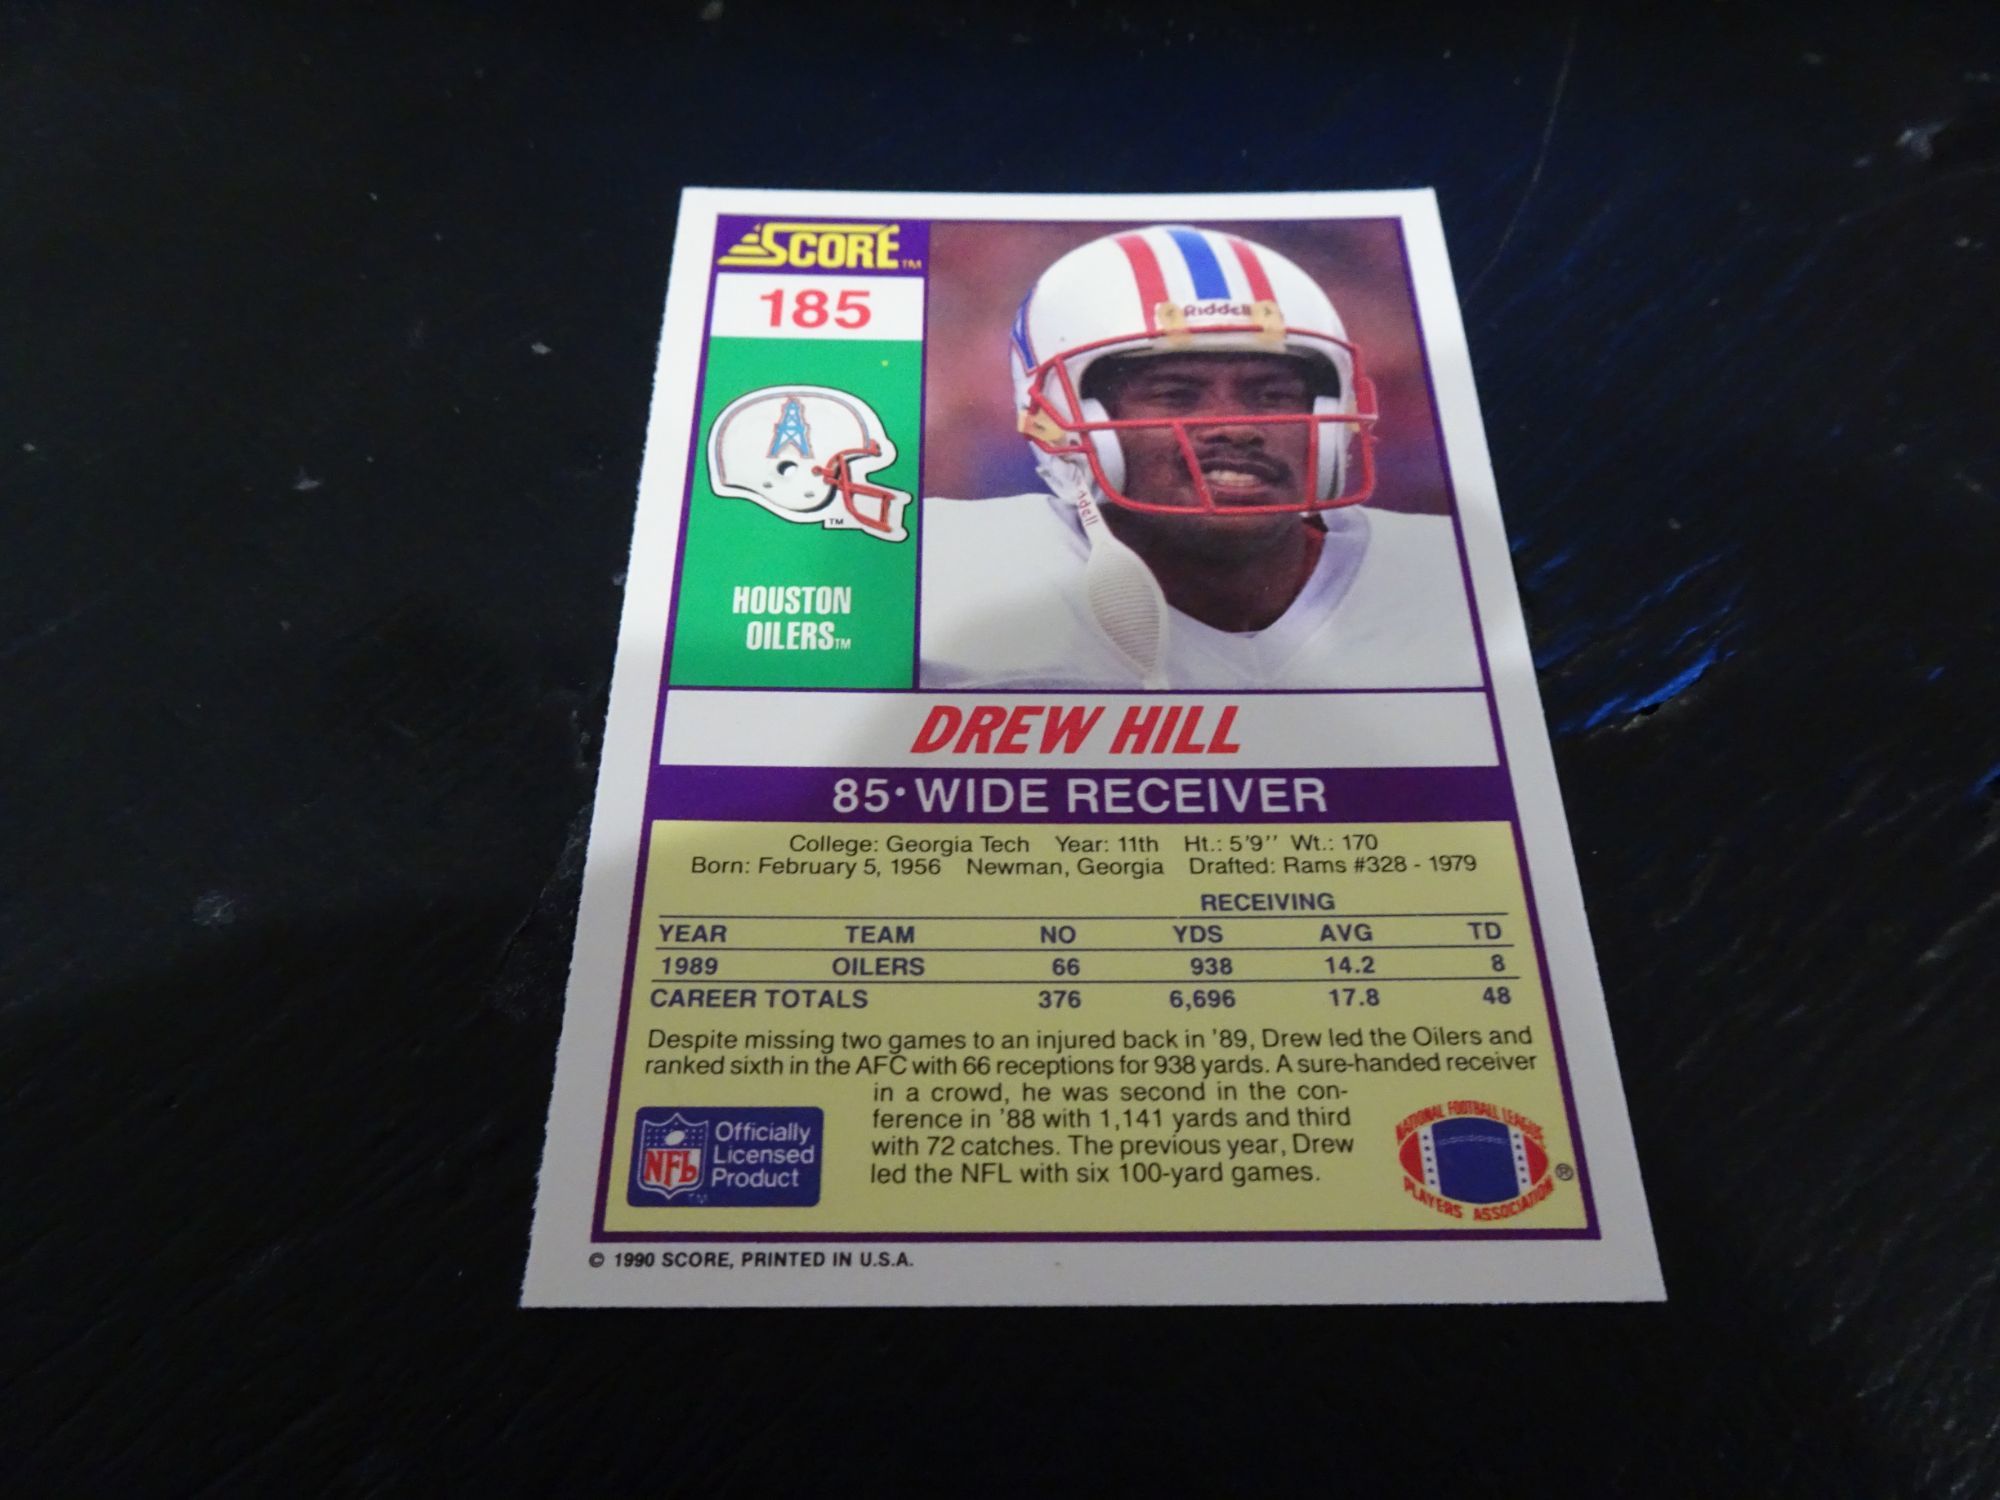 SCORE™
185
Riddell
ddell
TM
HOUSTON
OILERS™
DREW HILL
85·WIDE RECEIVER
College: Georgia Tech Year: 11th Ht.: 5'9'' Wt.: 170
Born: February 5, 1956 Newman, Georgia Drafted: Rams #328 - 1979
RECEIVING
YEAR TEAM NO YDS AVG TD
1989 OILERS 66 938 14.2 8
CAREER TOTALS 376 6,696 17.8 48
Despite missing two games to an injured back in '89, Drew led the Oilers and
ranked sixth in the AFC with 66 receptions for 938 yards. A sure-handed receiver
in a crowd, he was second in the con-
ference in '88 with 1,141 yards and third
with 72 catches. The previous year, Drew
led the NFL with six 100-yard games.
NFL
TM
Officially
Licensed
Product
NATIONAL FOOTBALL LEAGUE
PLAYERS ASSOCIATION
®
© 1990 SCORE, PRINTED IN U.S.A.